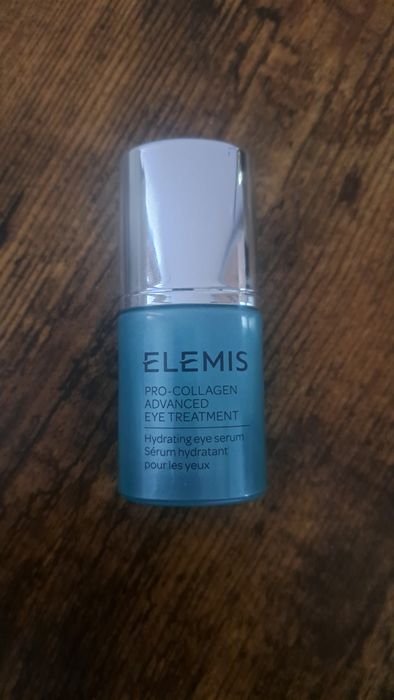 ELEMIS
PRO-COLLAGEN
ADVANCED
EYE TREATMENT
Hydrating eye serum
Sérum hydratant
pour les yeux